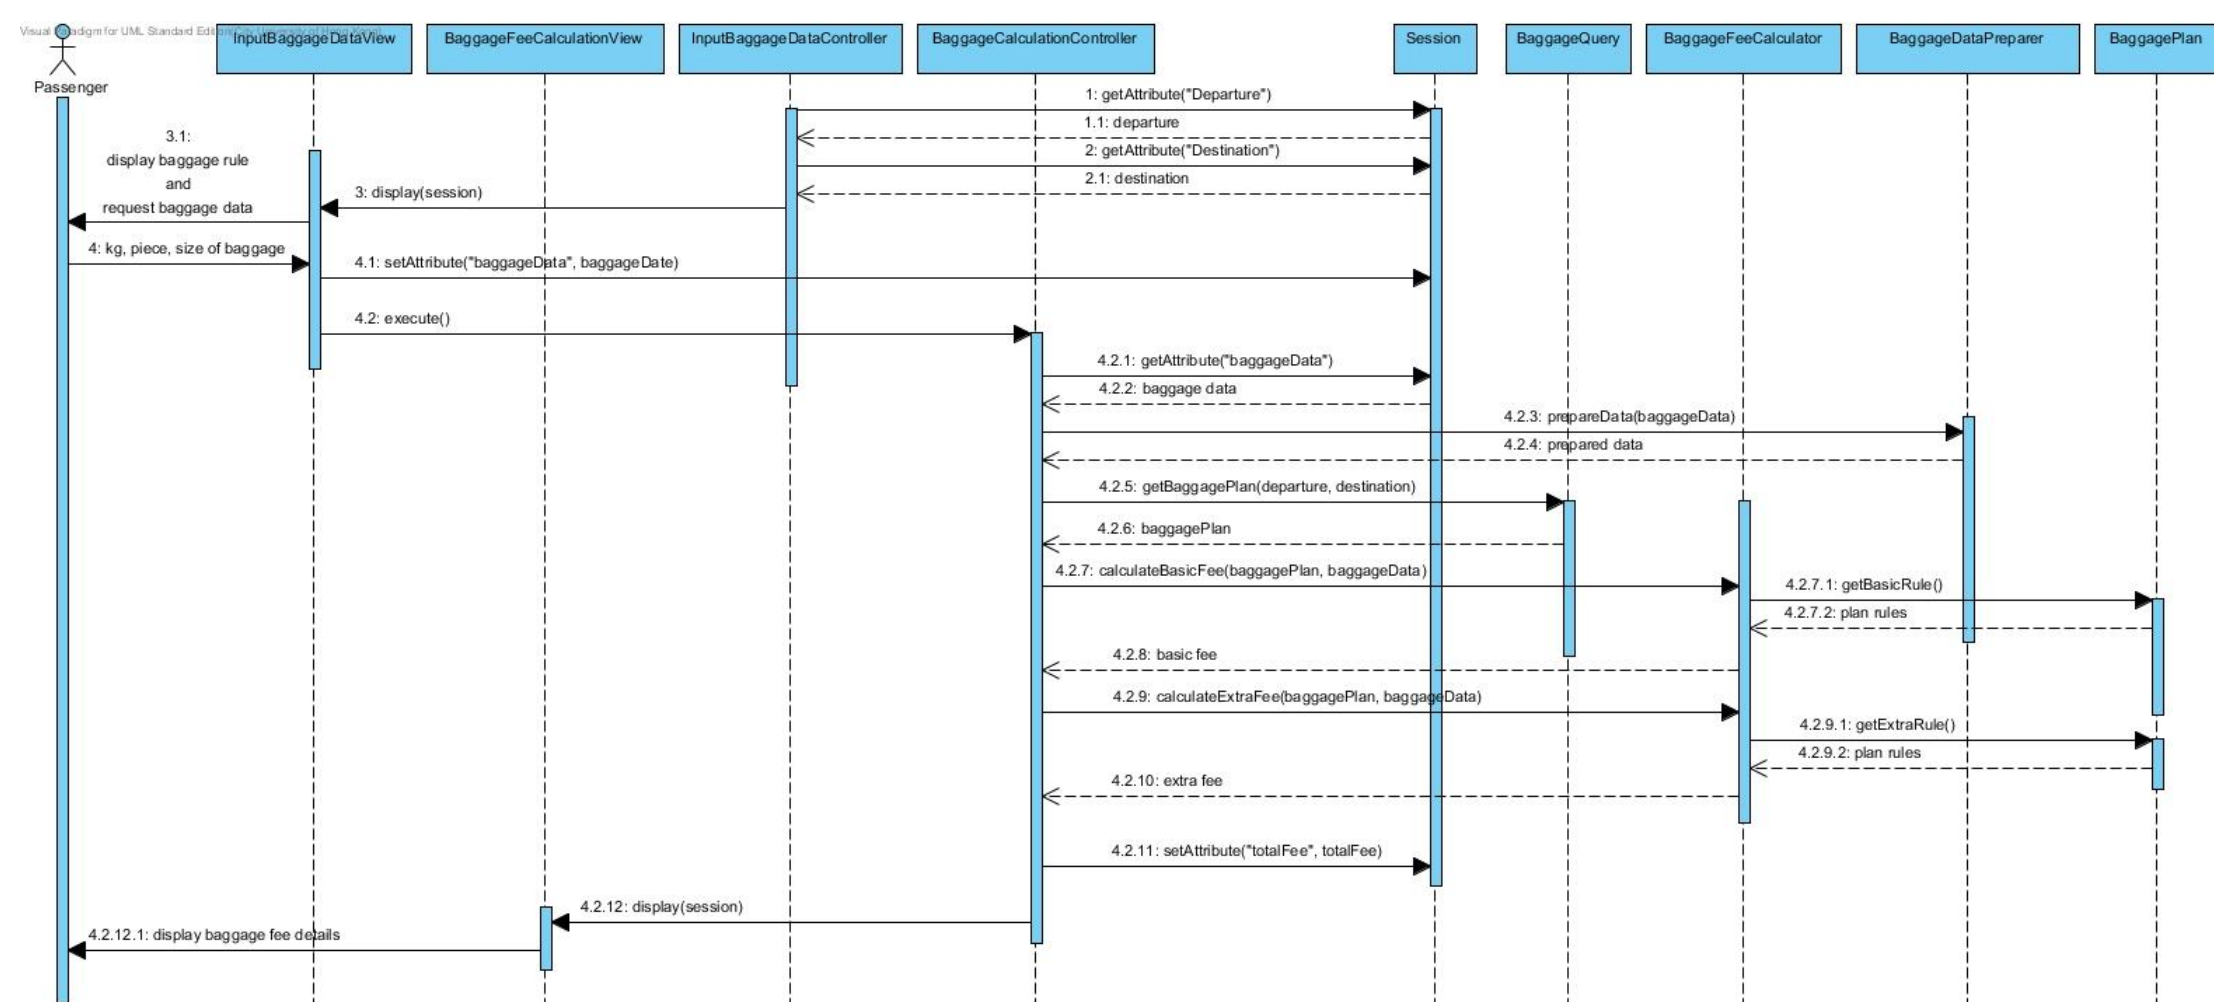 Visual Paradigm for UML Standard Edition(City University of Hong Kong)
InputBaggageDataView
BaggageFeeCalculationView
InputBaggageDataController
BaggageCalculationController
Session
BaggageQuery
BaggageFeeCalculator
BaggageDataPreparer
BaggagePlan
Passenger
1: getAttribute("Departure")
1.1: departure
2: getAttribute("Destination")
2.1: destination
3: display(session)
3.1:
display baggage rule
and
request baggage data
4: kg, piece, size of baggage
4.1: setAttribute("baggageData", baggageDate)
4.2: execute()
4.2.1: getAttribute("baggageData")
4.2.2: baggage data
4.2.3: prepareData(baggageData)
4.2.4: prepared data
4.2.5: getBaggagePlan(departure, destination)
4.2.6: baggagePlan
4.2.7: calculateBasicFee(baggagePlan, baggageData)
4.2.7.1: getBasicRule()
4.2.7.2: plan rules
4.2.8: basic fee
4.2.9: calculateExtraFee(baggagePlan, baggageData)
4.2.9.1: getExtraRule()
4.2.9.2: plan rules
4.2.10: extra fee
4.2.11: setAttribute("totalFee", totalFee)
4.2.12: display(session)
4.2.12.1: display baggage fee details